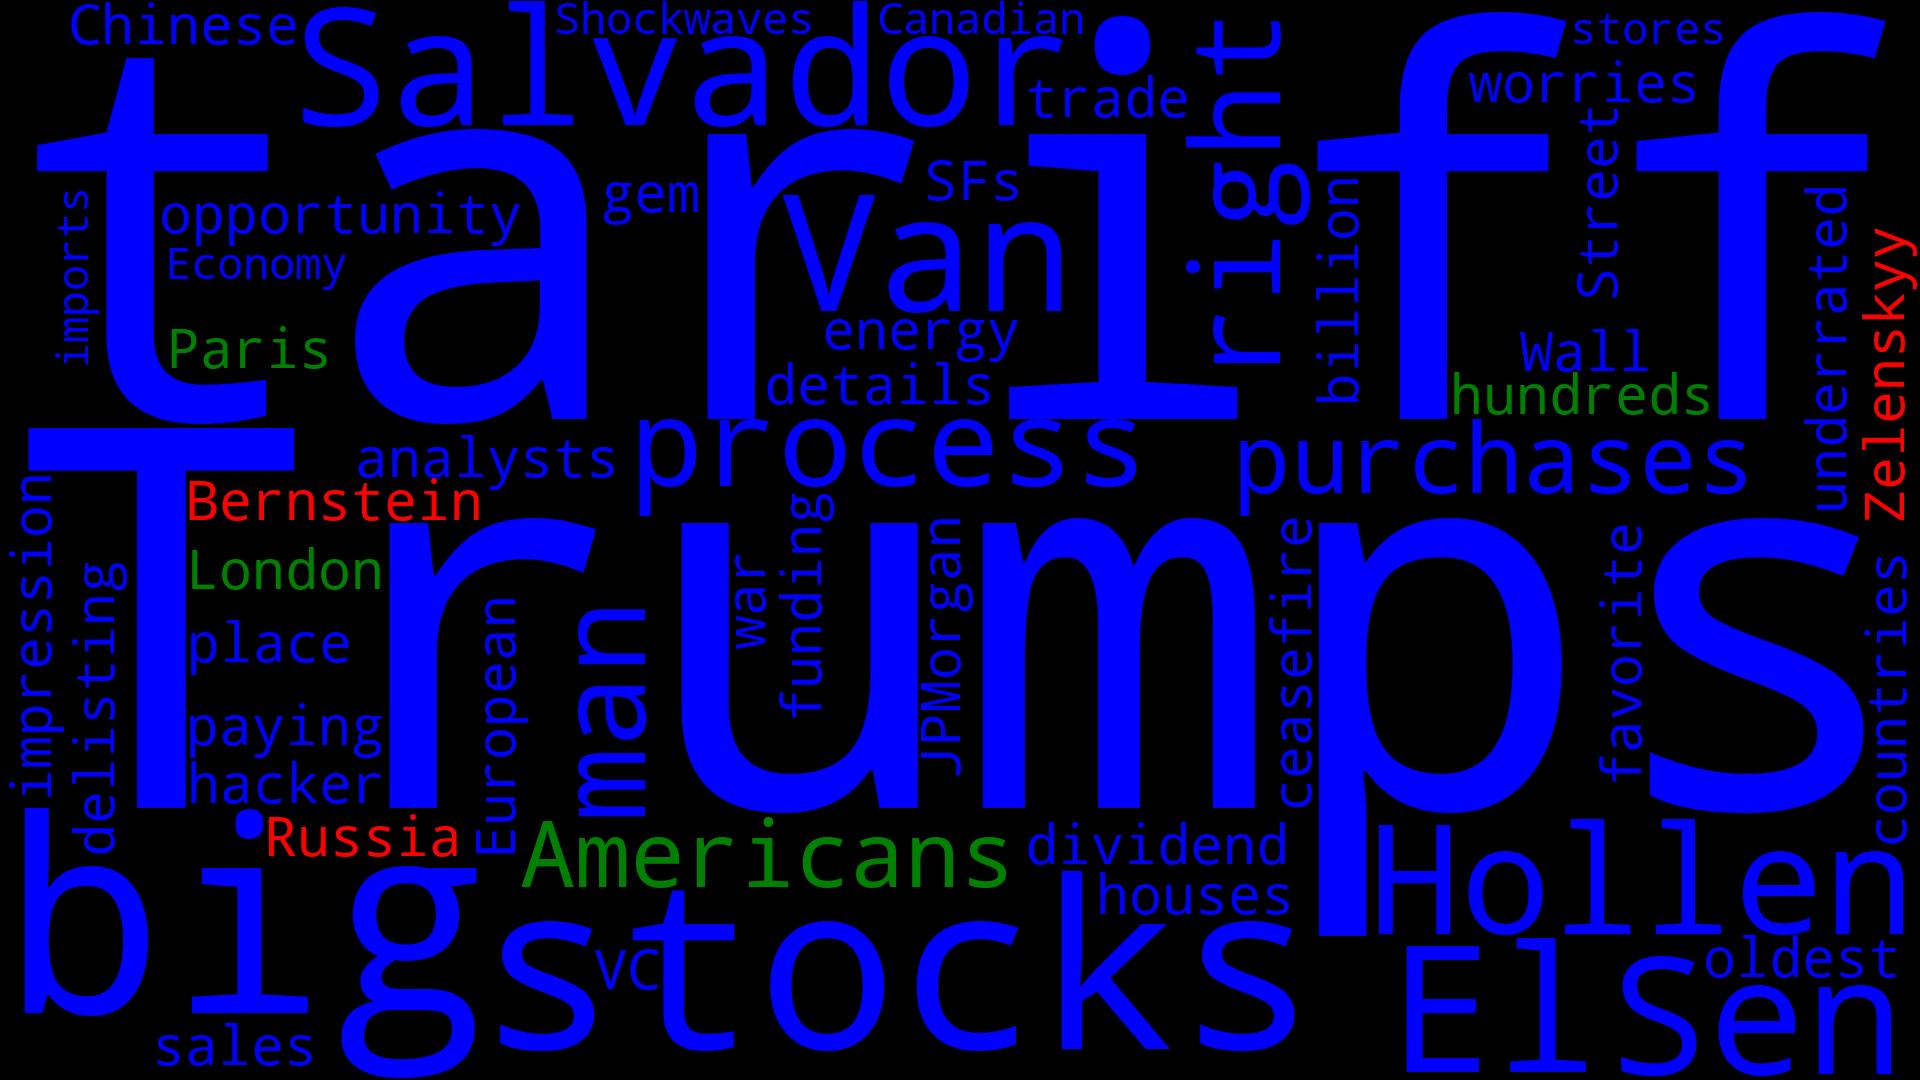 Chinese
Salvador
Shockwaves
Canadian
stores
trade
right
worries
tariff
Street
imports
opportunity
gem
SFs
Van
billion
underrated
Economy
Zelenskyy
Paris
energy
Wall
details
hundreds
Trumps
analysts
process
purchases
impression
Bernstein
delisting
London
place
European
man
war
funding
JPMorgan
ceasefire
favorite
countries
paying
hacker
big
Russia
Americans
dividend
houses
Hollen
stocks
VC
ElSen
oldest
sales